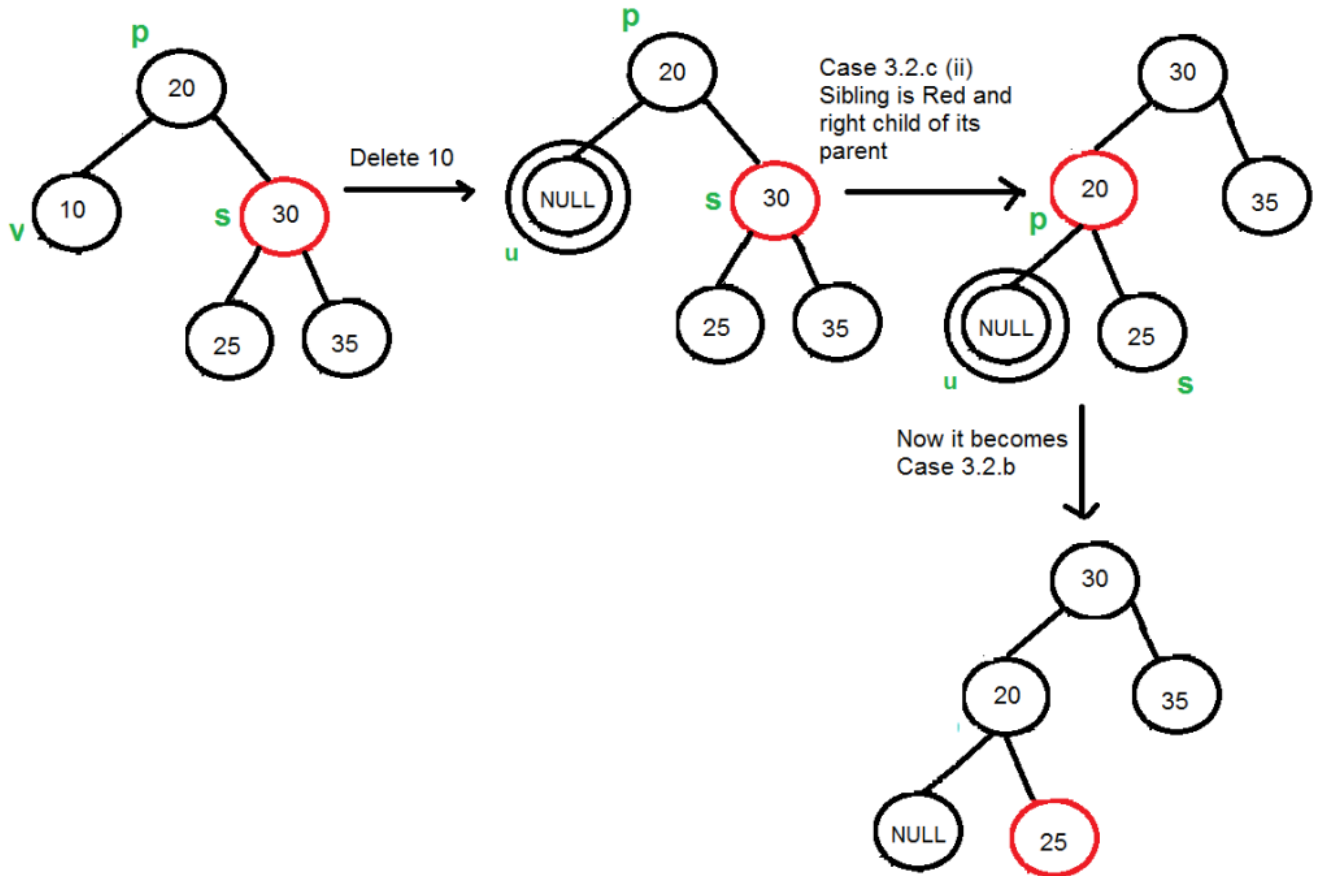 p
20
10
v
s
30
25
35
Delete 10
p
20
NULL
u
s
30
25
35
Case 3.2.c (ii)
Sibling is Red and
right child of its
parent
30
20
p
35
NULL
u
25
s
Now it becomes
Case 3.2.b
30
20
35
NULL
25